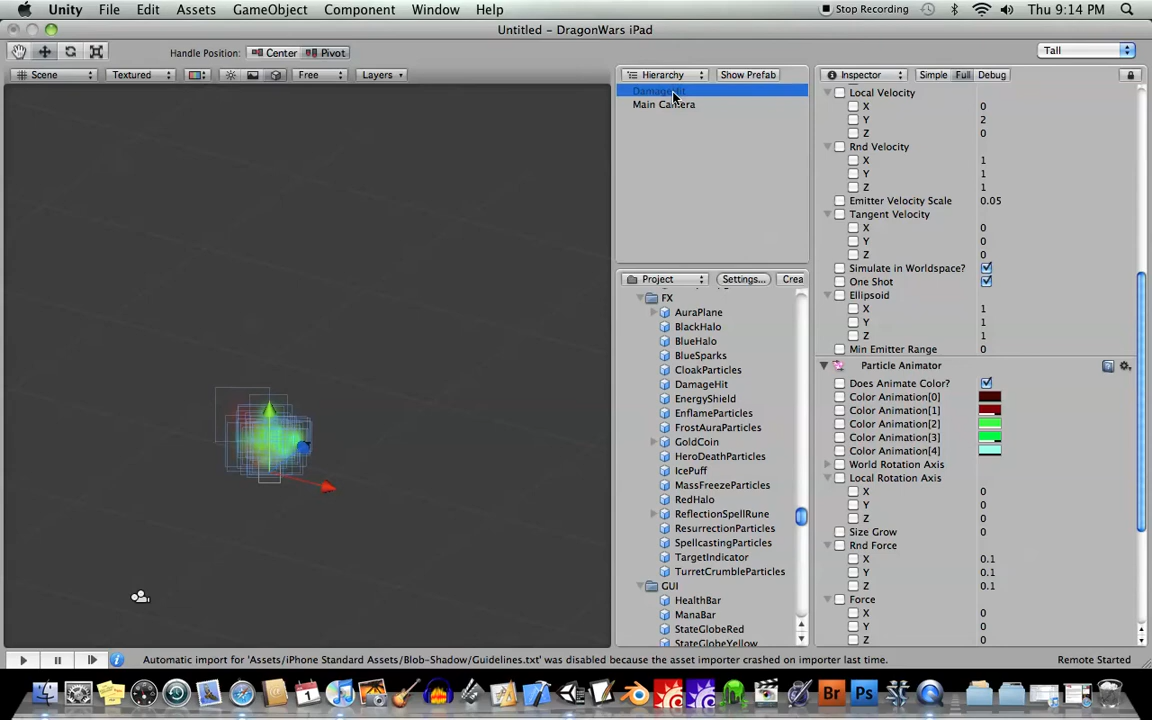 Unity File Edit Assets GameObject Component Window Help Stop Recording Thu 9:14 PM
Untitled - DragonWars iPad
Handle Position: Center Pivot Tall
Scene Textured Free Layers Hierarchy Show Prefab Inspector Simple Full Debug
Main Camera
Project Settings... Crea
FX
AuraPlane
BlackHalo
BlueHalo
BlueSparks
CloakParticles
DamageHit
EnergyShield
EnflameParticles
FrostAuraParticles
GoldCoin
HeroDeathParticles
IcePuff
MassFreezeParticles
RedHalo
ReflectionSpellRune
ResurrectionParticles
SpellcastingParticles
TargetIndicator
TurretCrumbleParticles
GUI
HealthBar
ManaBar
StateGlobeRed
StateGlobeYellow
Local Velocity
X 0
Y 2
Z 0
Rnd Velocity
X 1
Y 1
Z 1
Emitter Velocity Scale 0.05
Tangent Velocity
X 0
Y 0
Z 0
Simulate in Worldspace?
One Shot
Ellipsoid
X 1
Y 1
Z 1
Min Emitter Range 0
Particle Animator
Does Animate Color?
Color Animation[0]
Color Animation[1]
Color Animation[2]
Color Animation[3]
Color Animation[4]
World Rotation Axis
Local Rotation Axis
X 0
Y 0
Z 0
Size Grow 0
Rnd Force
X 0.1
Y 0.1
Z 0.1
Force
X 0
Y 0
Z 0
Automatic import for 'Assets/iPhone Standard Assets/Blob-Shadow/Guidelines.txt' was disabled because the asset importer crashed on importer last time. Remote Started
Br Ps